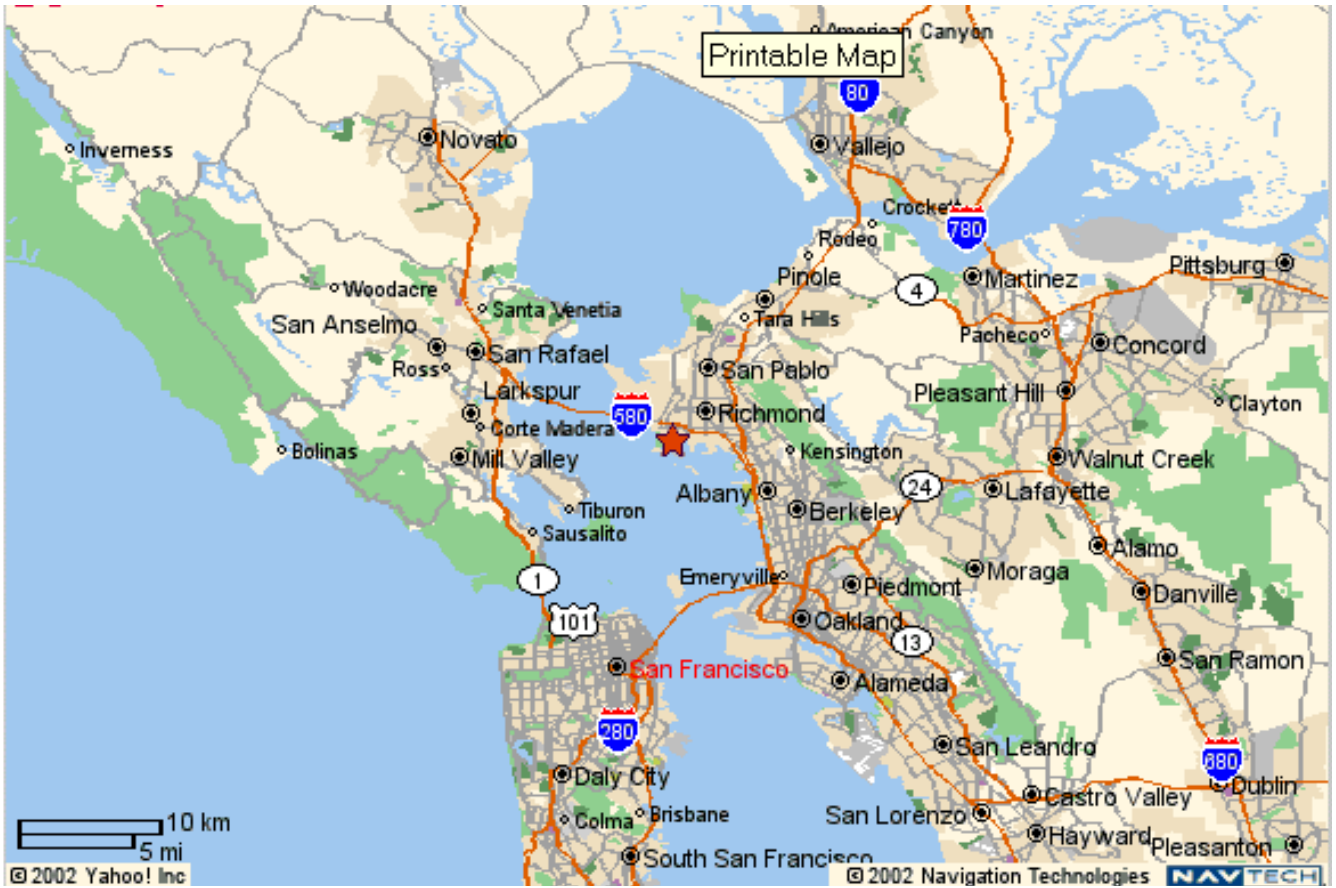 American Canyon
Printable Map
80
Novato
Vallejo
Inverness
Crockett
780
Rodeo
Pittsburg
Pinole
Martinez
Woodacre
4
Santa Venetia
Tara Hills
San Anselmo
Pacheco
Concord
San Rafael
Ross
San Pablo
Larkspur
Pleasant Hill
Clayton
580
Richmond
Corte Madera
Bolinas
Mill Valley
Kensington
Walnut Creek
24
Lafayette
Albany
Tiburon
Berkeley
Sausalito
Alamo
1
Emeryville
Piedmont
Moraga
Danville
101
Oakland
13
San Francisco
San Ramon
Alameda
280
San Leandro
680
Daly City
Dublin
Castro Valley
10 km
Colma
Brisbane
San Lorenzo
5 mi
Hayward
Pleasanton
South San Francisco
© 2002 Yahoo! Inc
© 2002 Navigation Technologies
NAVTECH